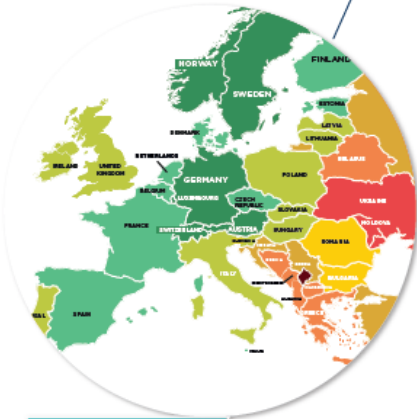 NORWAY
FINLAND
SWEDEN
ESTONIA
LATVIA
LITHUANIA
DENMARK
BELARUS
IRELAND
UNITED
KINGDOM
NETHERLANDS
GERMANY
POLAND
BELGIUM
LUXEMBOURG
CZECH
REPUBLIC
UKRAINE
SLOVAKIA
MOLDOVA
FRANCE
SWITZERLAND
AUSTRIA
HUNGARY
ROMANIA
ITALY
BULGARIA
SPAIN
GREECE